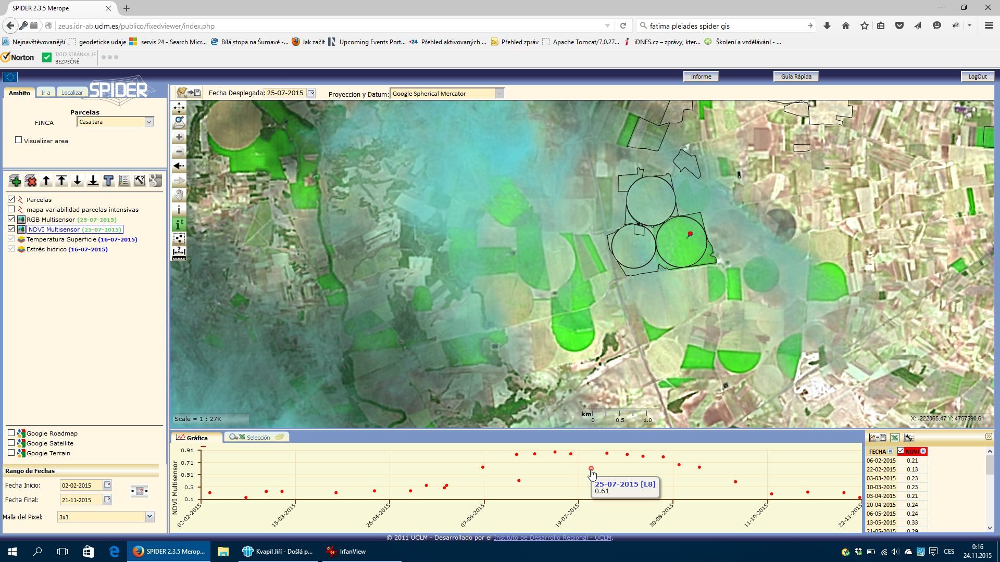 SPIDER 2.3.5 Merope
zeus.idr-ab.uclm.es/publico/fixedviewer/index.php
fatima pleiades spider gis
Nejnavštěvovanější
geodeticke udaje
servis 24 - Search Micr...
Bílá stopa na Šumavě -...
Jak začít
Upcoming Events Port...
Přehled aktivovaných ...
Přehled zpráv
Apache Tomcat/7.0.27...
iDNES.cz – zprávy, kter...
Školení a vzdělávání - ...
Norton
TATO STRÁNKA JE
BEZPEČNÉ
Informe
Guía Rápida
LogOut
Ambito
Ir a
Localizar
SPIDER
Fecha Desplegada:
25-07-2015
Proyeccion y Datum:
Google Spherical Mercator
Parcelas
FINCA
Casa Jara
Visualizar area
Parcelas
mapa variabilidad parcelas intensivas
RGB Multisensor (25-07-2015)
NDVI Multisensor (25-07-2015)
Temperatura Superficie (16-07-2015)
Estrés hidrico (16-07-2015)
Google Roadmap
Google Satellite
Google Terrain
Rango de Fechas
Fecha Inicio:
02-02-2015
Fecha Final:
21-11-2015
Malla del Pixel:
3x3
Scale = 1 : 27K
km
0
0.5
1.0
X: -222065.47 Y: 4757590.61
Gráfica
Selección
NDVI Multisensor
0.91
0.71
0.51
0.3
0.1
02-02-2015
15-03-2015
26-04-2015
07-06-2015
19-07-2015
30-08-2015
11-10-2015
22-11-2015
25-07-2015 [L8]
0.61
FECHA
NDVI
06-02-2015 0.21
22-02-2015 0.13
03-03-2015 0.23
10-03-2015 0.23
03-04-2015 0.21
20-04-2015 0.24
06-05-2015 0.24
13-05-2015 0.33
21-05-2015 0.29
© 2011 UCLM - Desarrollado por el Instituto de Desarrollo Regional - UCLM.
SPIDER 2.3.5 Merop...
Kvapil Jiří - Došlá p...
IrfanView
CES
0:16
24.11.2015